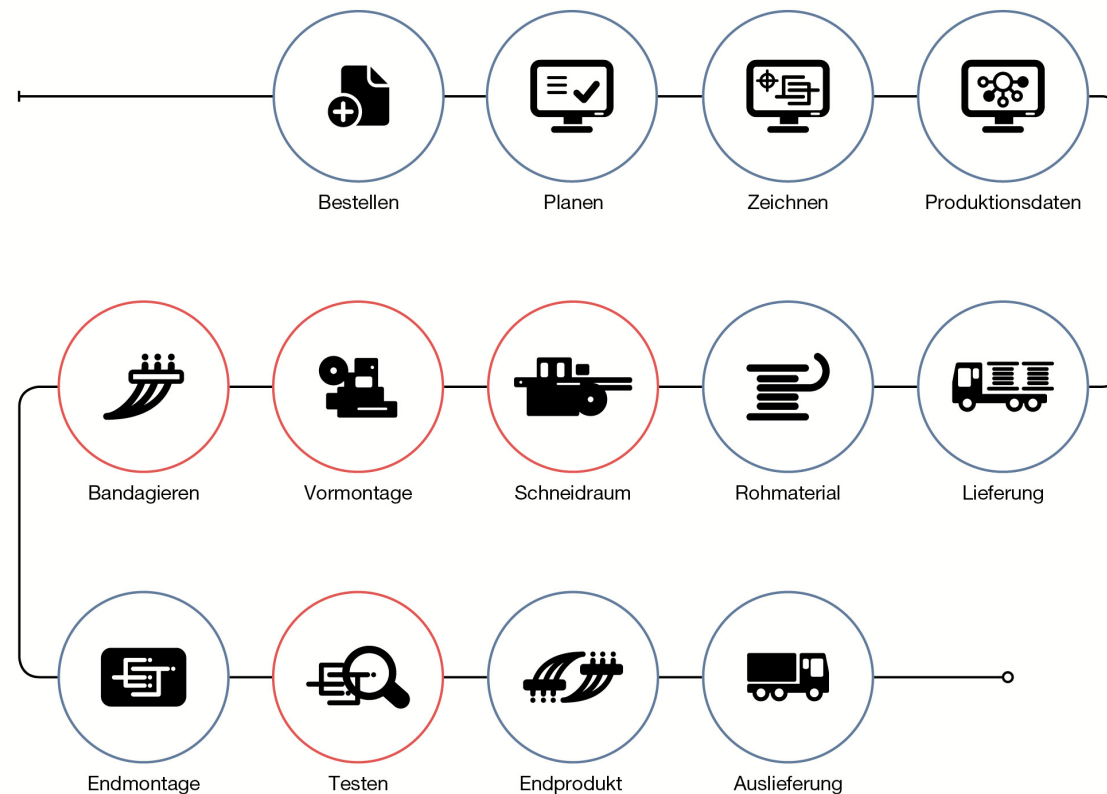 Bestellen
Planen
Zeichnen
Produktionsdaten
Bandagieren
Vormontage
Schneidraum
Rohmaterial
Lieferung
Endmontage
Testen
Endprodukt
Auslieferung